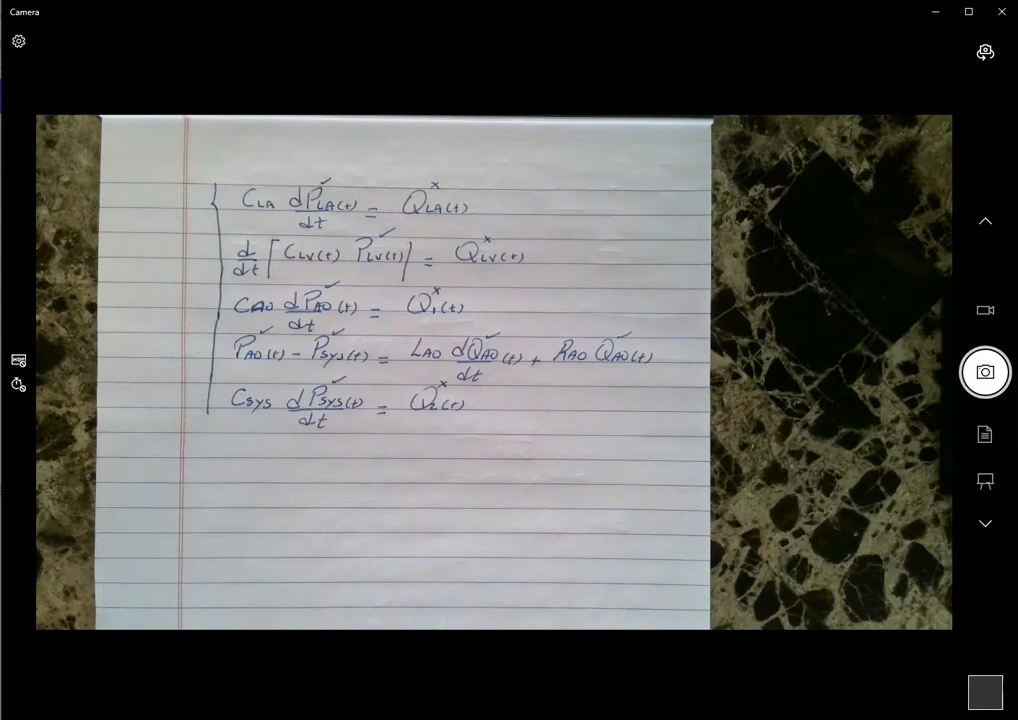 Camera
C_LA dP_LA(t)/dt = Q_LA(t)
d/dt [C_LV(t) P_LV(t)] = Q_LV(t)
C_AO dP_AO(t)/dt = Q_1(t)
P_AO(t) - P_SYS(t) = L_AO dQ_AO(t)/dt + R_AO Q_AO(t)
C_SYS dP_SYS(t)/dt = Q_2(t)